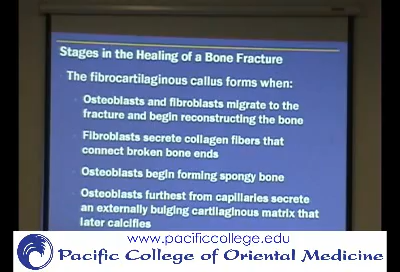 Stages in the Healing of a Bone Fracture
The fibrocartilaginous callus forms when:
Osteoblasts and fibroblasts migrate to the
fracture and begin reconstructing the bone
Fibroblasts secrete collagen fibers that
connect broken bone ends
Osteoblasts begin forming spongy bone
Osteoblasts furthest from capillaries secrete
an externally bulging cartilaginous matrix that
later calcifies
www.pacificcollege.edu
Pacific College of Oriental Medicine